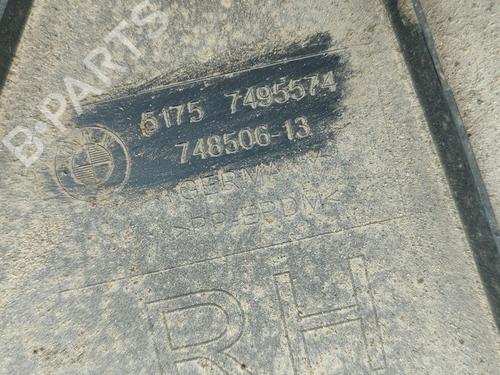 B-PARTS
5175 7495574
748506-13
GERMANY
>PP/EPDM<
RH